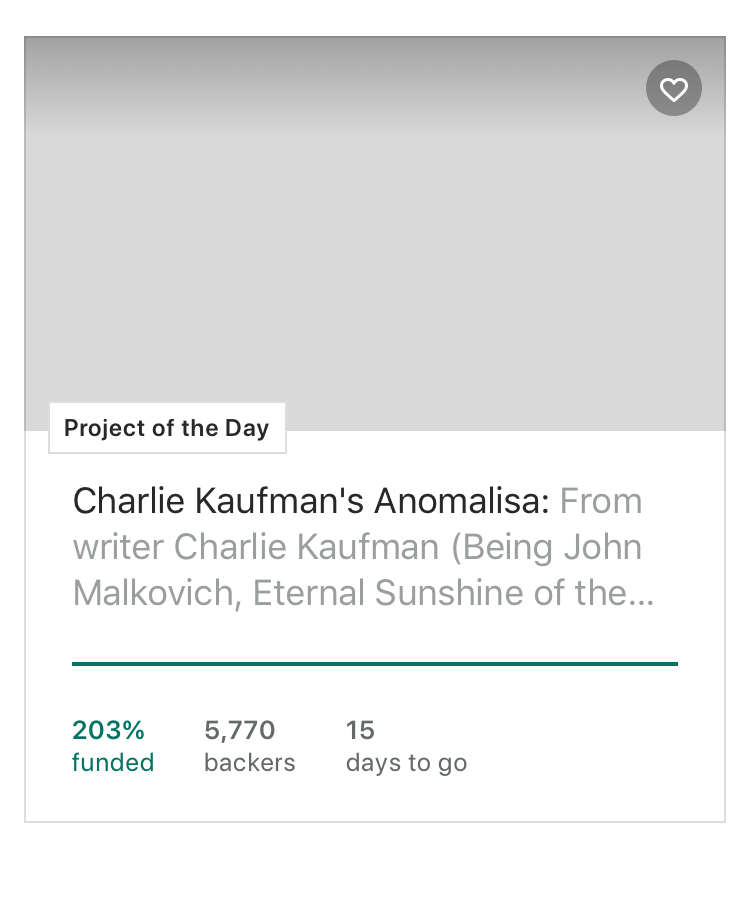 Project of the Day
Charlie Kaufman's Anomalisa: From
writer Charlie Kaufman (Being John
Malkovich, Eternal Sunshine of the...
203% 5,770 15
funded backers days to go